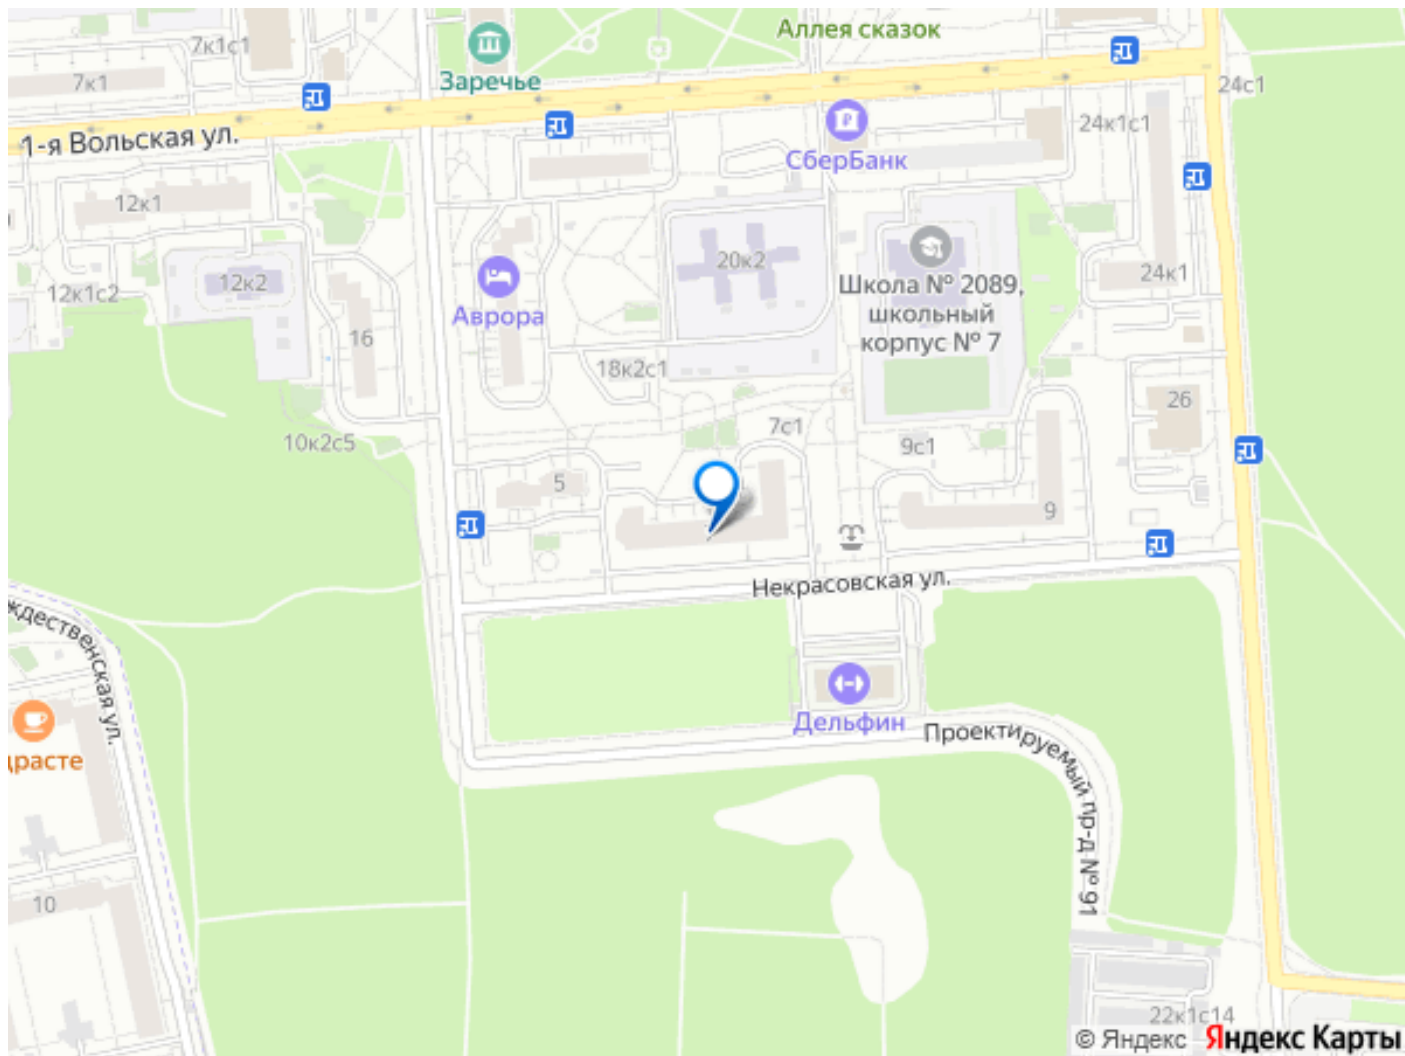 Аллея сказок
7к1с1
Заречье
7к1
24с1
1-я Вольская ул.
24к1с1
СберБанк
12к1
20к2
24к1
12к2
12к1с2
Школа № 2089,
школьный
корпус № 7
Аврора
16
18к2с1
26
7с1
9с1
10к2с5
5
9
Некрасовская ул.
ждественская ул.
Дельфин
Проектируемый пр-д № 91
драсте
10
22к1с14
© Яндекс Яндекс Карты